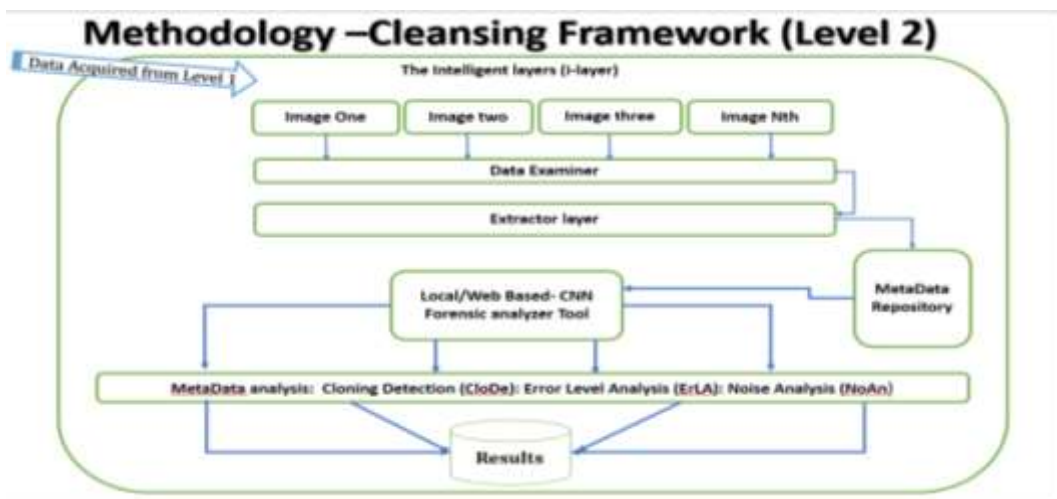 Methodology –Cleansing Framework (Level 2)
Data Acquired from Level 1
The Intelligent layers (i-layer)
Image One
Image two
Image three
Image Nth
Data Examiner
Extractor layer
MetaData
Repository
Local/Web Based- CNN
Forensic analyzer Tool
MetaData analysis: Cloning Detection (CloDe): Error Level Analysis (ErLA): Noise Analysis (NoAn)
Results